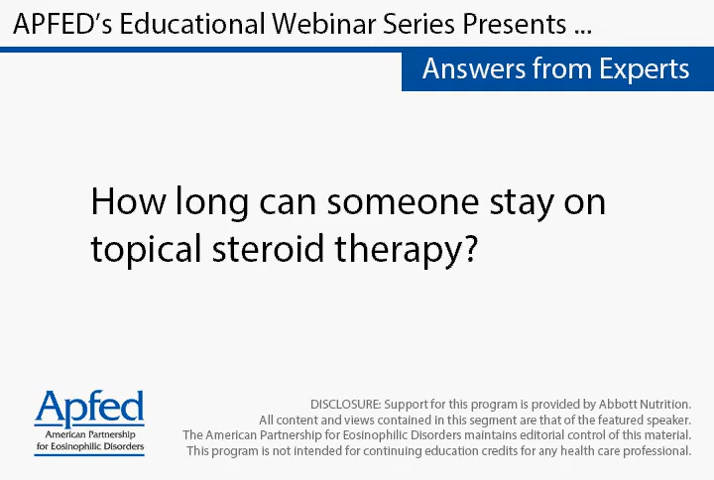 APFED's Educational Webinar Series Presents ...
Answers from Experts
How long can someone stay on
topical steroid therapy?
Apfed
American Partnership
for Eosinophilic Disorders
DISCLOSURE: Support for this program is provided by Abbott Nutrition.
All content and views contained in this segment are that of the featured speaker.
The American Partnership for Eosinophilic Disorders maintains editorial control of this material.
This program is not intended for continuing education credits for any health care professional.